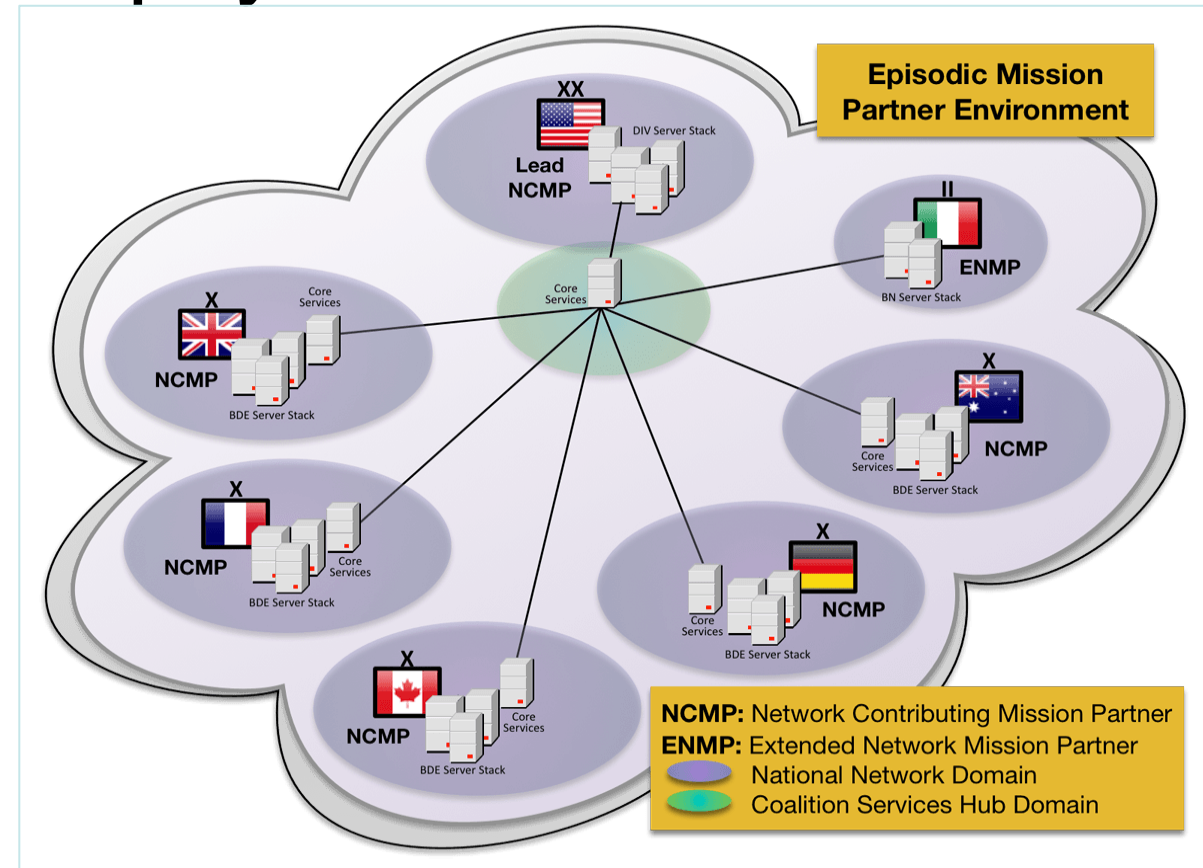 Episodic Mission
Partner Environment
XX
DIV Server Stack
Lead
NCMP
II
ENMP
BN Server Stack
Core
Services
X
Core
Services
NCMP
BDE Server Stack
X
NCMP
Core
Services
BDE Server Stack
X
NCMP
Core
Services
BDE Server Stack
X
NCMP
Core
Services
BDE Server Stack
X
NCMP
Core
Services
BDE Server Stack
NCMP: Network Contributing Mission Partner
ENMP: Extended Network Mission Partner
National Network Domain
Coalition Services Hub Domain